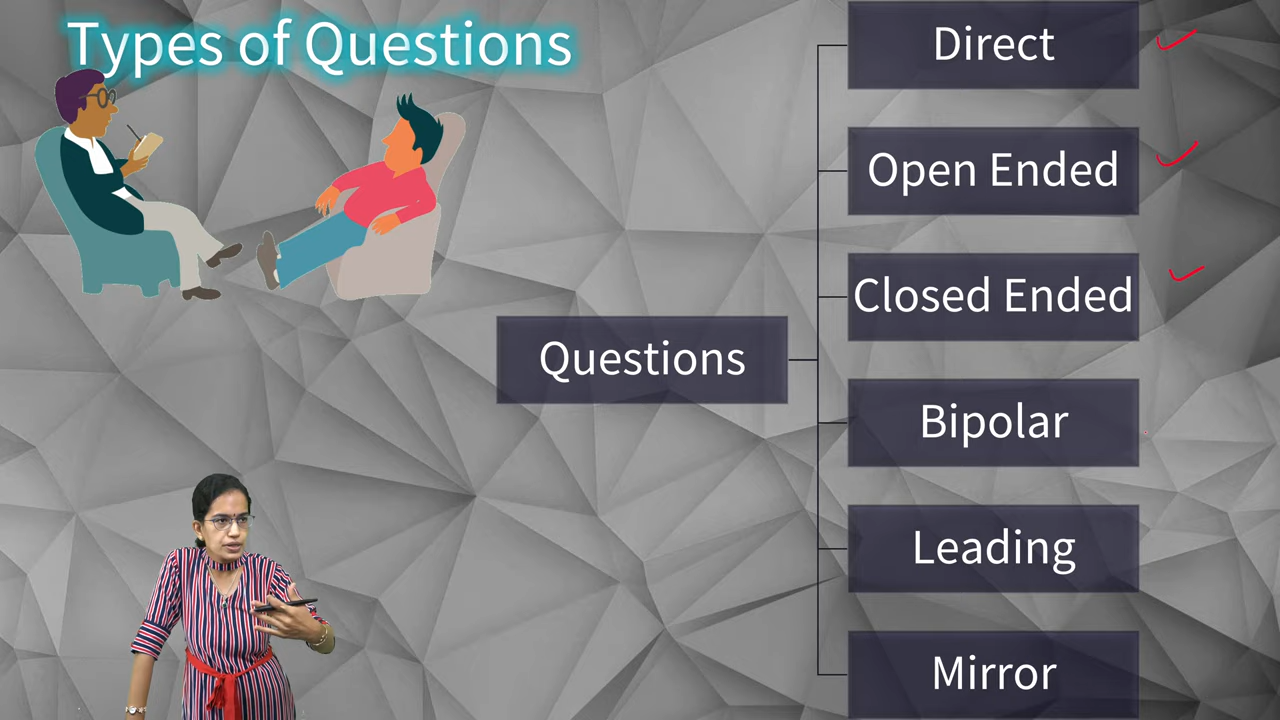 Types of Questions
Questions
Direct
Open Ended
Closed Ended
Bipolar
Leading
Mirror